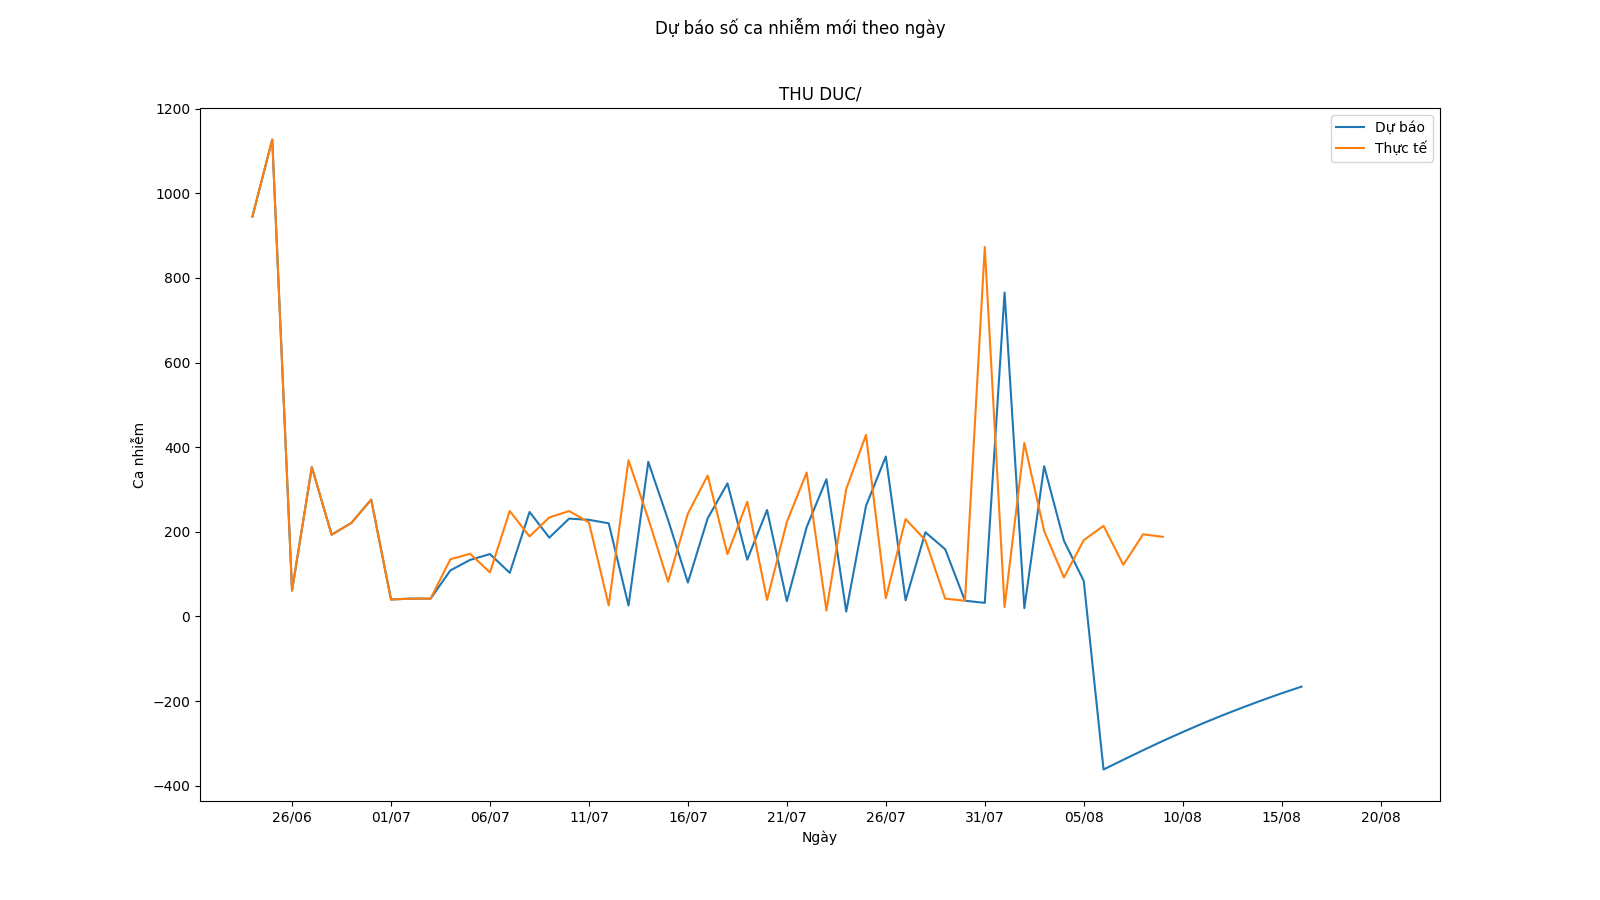 Dự báo số ca nhiễm mới theo ngày
THU DUC/
Dự báo
Thực tế
1200
1000
800
600
400
200
0
−200
−400
Ca nhiễm
26/06 01/07 06/07 11/07 16/07 21/07 26/07 31/07 05/08 10/08 15/08 20/08
Ngày